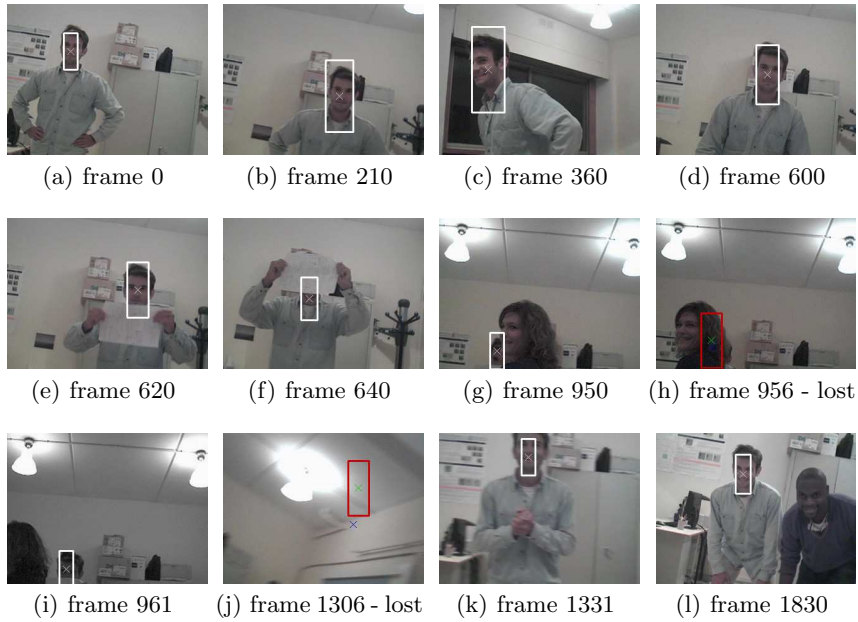 (a) frame 0
(b) frame 210
(c) frame 360
(d) frame 600
(e) frame 620
(f) frame 640
(g) frame 950
(h) frame 956 - lost
(i) frame 961
(j) frame 1306 - lost
(k) frame 1331
(l) frame 1830